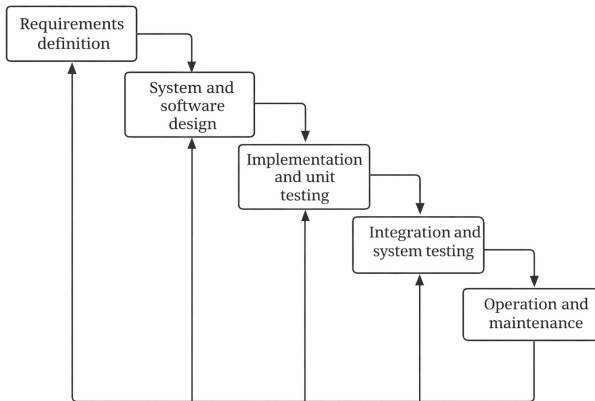 Requirements
definition
System and
software
design
Implementation
and unit
testing
Integration and
system testing
Operation and
maintenance